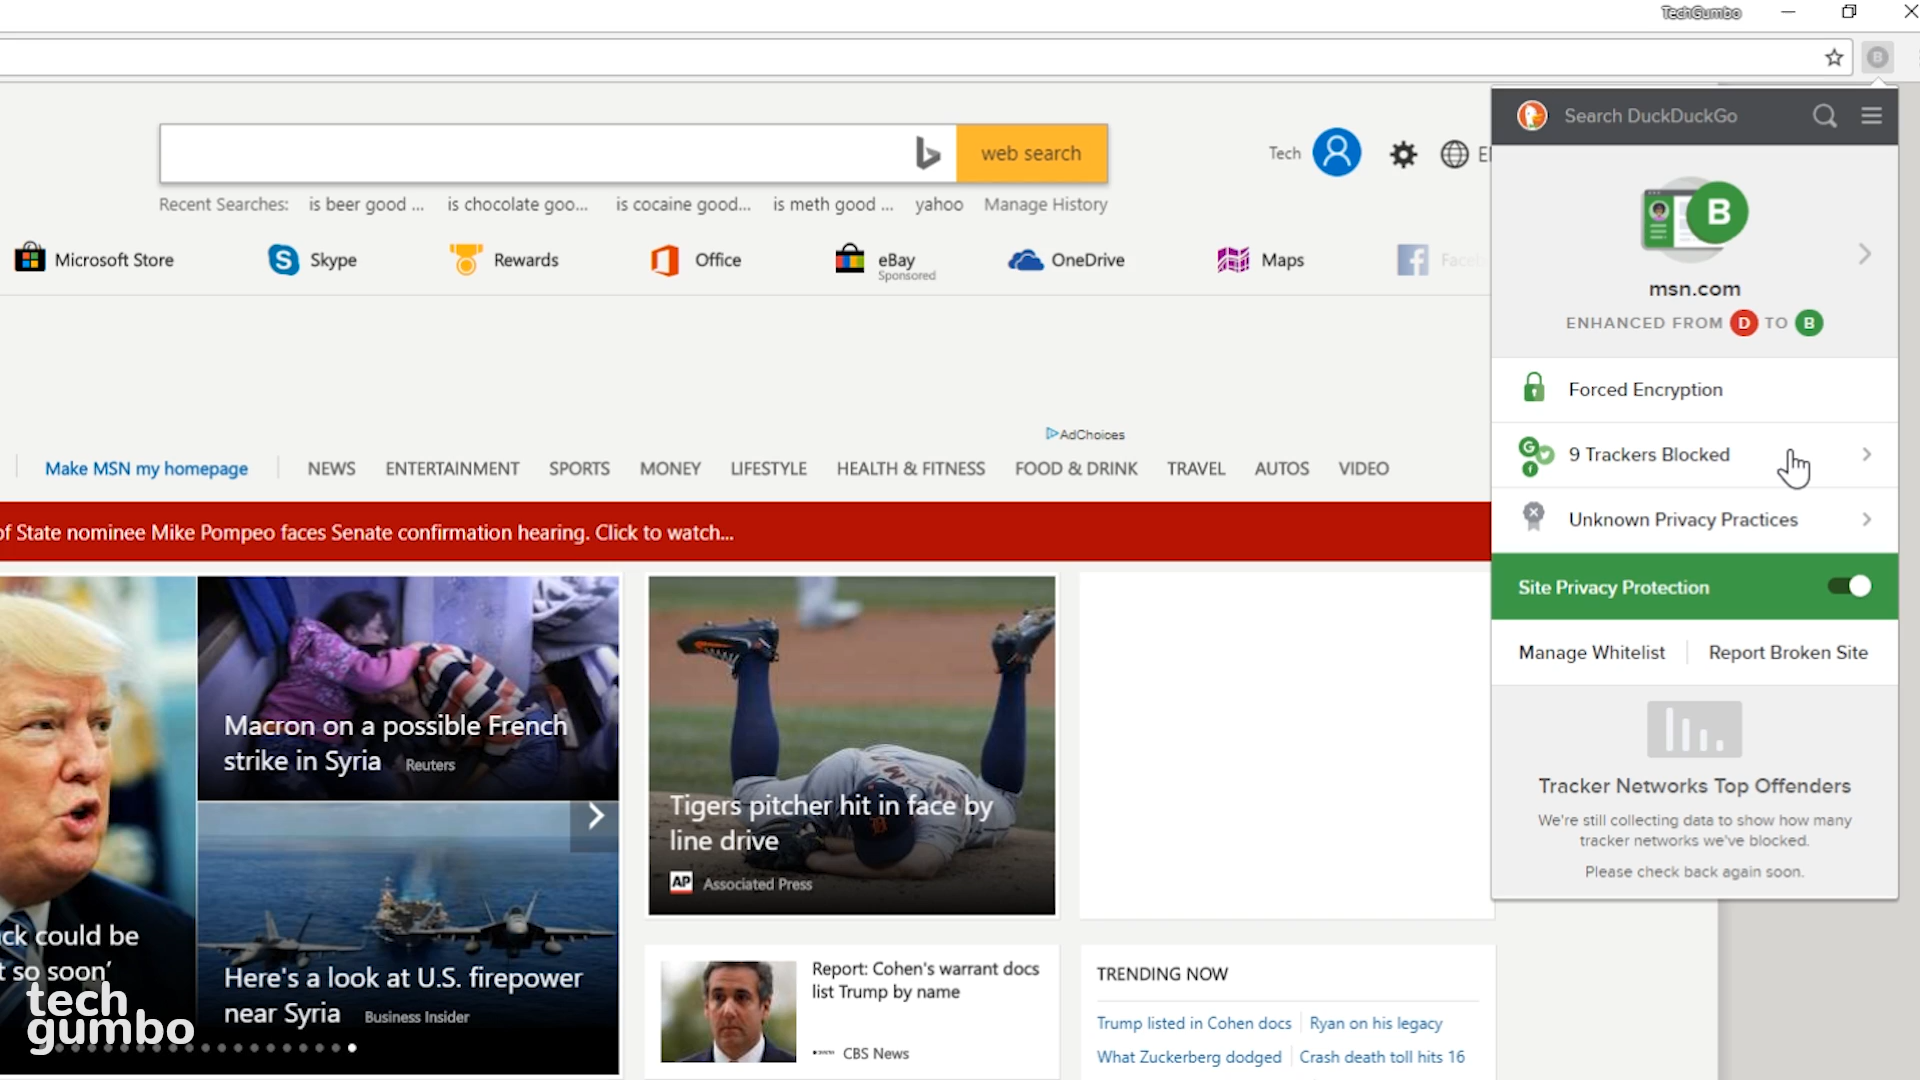 TechGumbo
B
Search DuckDuckGo
web search
Tech
Recent Searches: is beer good ... is chocolate goo... is cocaine good... is meth good ... yahoo Manage History
Microsoft Store
Skype
Rewards
Office
eBay
Sponsored
OneDrive
Maps
B
msn.com
ENHANCED FROM D TO B
Forced Encryption
9 Trackers Blocked
Unknown Privacy Practices
Site Privacy Protection
Manage Whitelist
Report Broken Site
Tracker Networks Top Offenders
We're still collecting data to show how many
tracker networks we've blocked.
Please check back again soon.
AdChoices
Make MSN my homepage NEWS ENTERTAINMENT SPORTS MONEY LIFESTYLE HEALTH & FITNESS FOOD & DRINK TRAVEL AUTOS VIDEO
of State nominee Mike Pompeo faces Senate confirmation hearing. Click to watch...
ck could be
t so soon'
Macron on a possible French
strike in Syria Reuters
Here's a look at U.S. firepower
near Syria Business Insider
Tigers pitcher hit in face by
line drive
AP Associated Press
Report: Cohen's warrant docs
list Trump by name
CBS News
TRENDING NOW
Trump listed in Cohen docs Ryan on his legacy
What Zuckerberg dodged Crash death toll hits 16
tech
gumbo